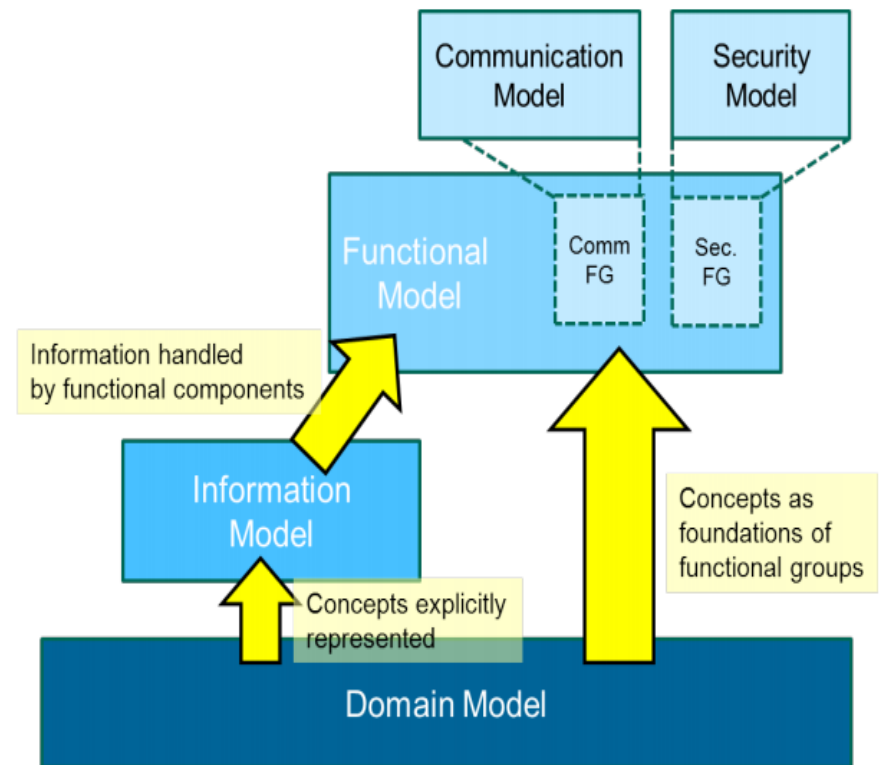 Communication
Model
Security
Model
Functional
Model
Comm
FG
Sec.
FG
Information handled
by functional components
Information
Model
Concepts as
foundations of
functional groups
Concepts explicitly
represented
Domain Model